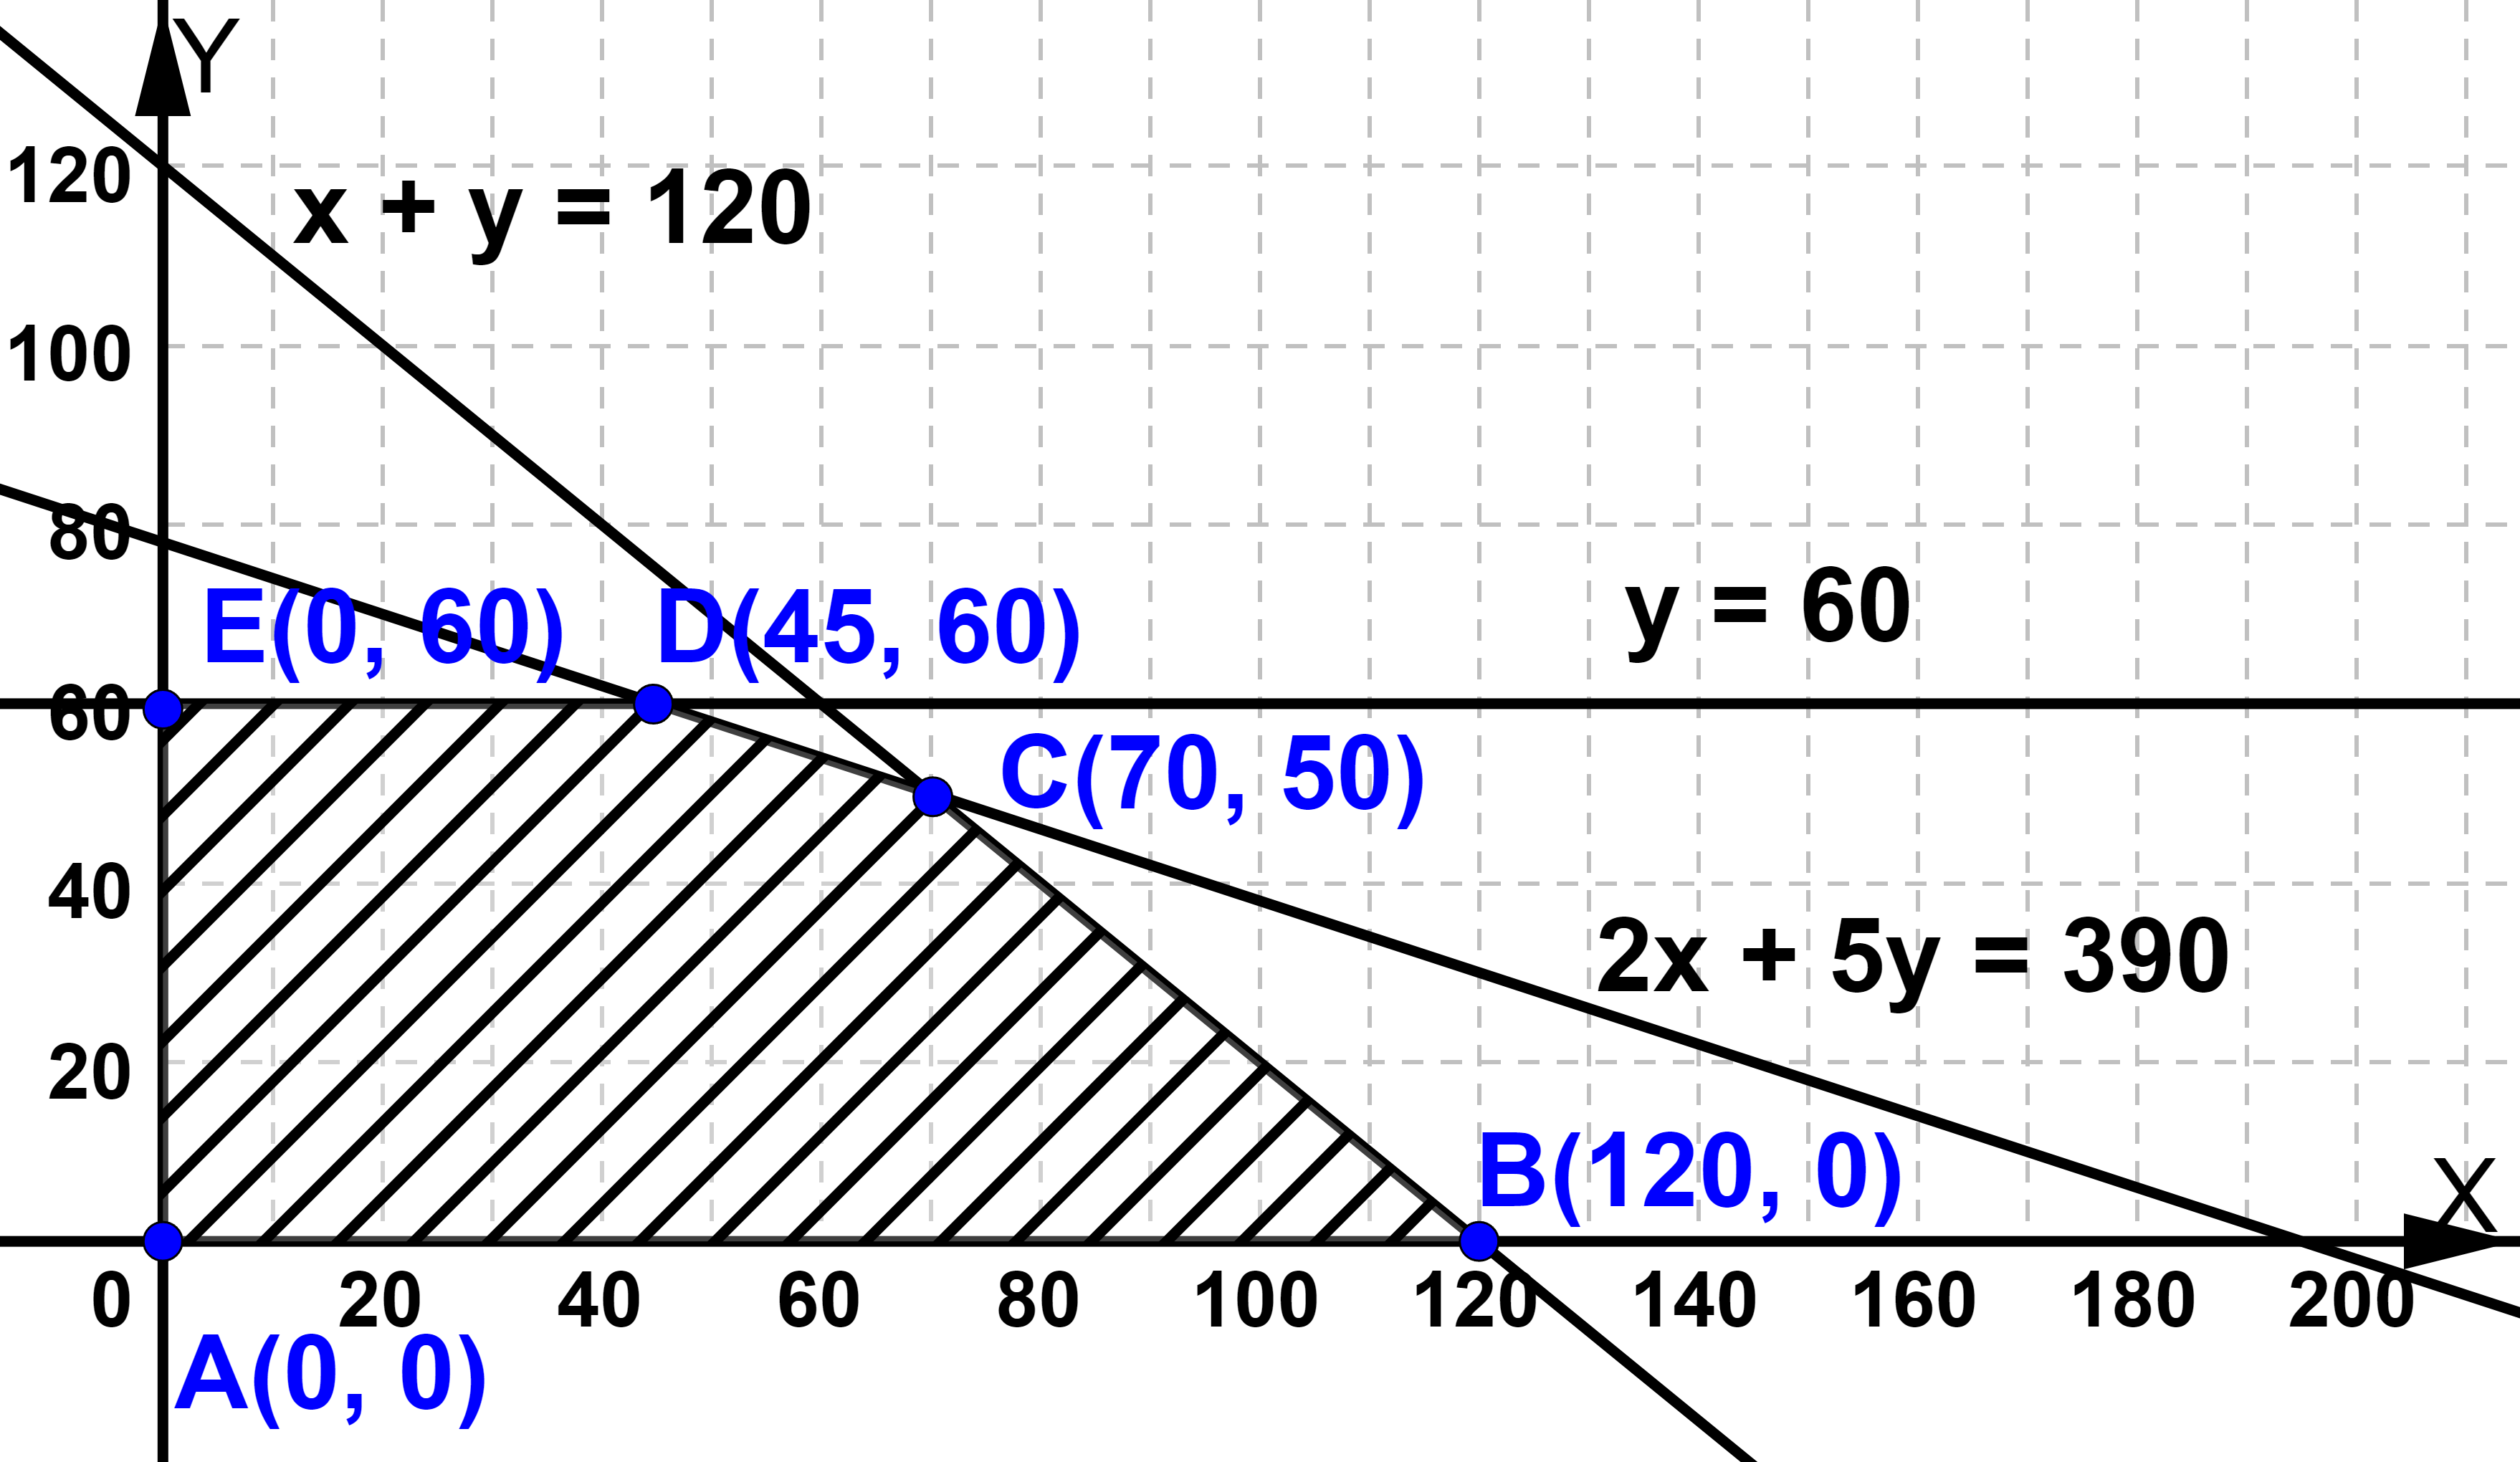 Y
120
x + y = 120
100
80
E(0, 60) D(45, 60)
y = 60
60
C(70, 50)
40
2x + 5y = 390
20
B(120, 0)
X
0 20 40 60 80 100 120 140 160 180 200
A(0, 0)